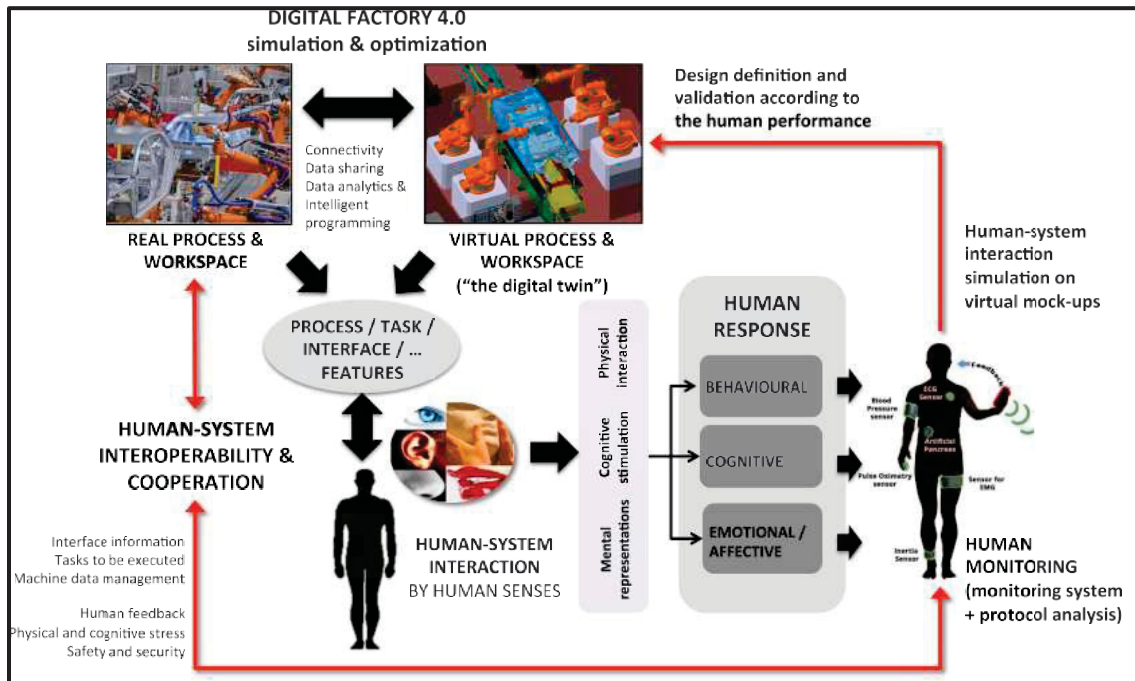 DIGITAL FACTORY 4.0
simulation & optimization
Design definition and
validation according to
the human performance
Connectivity
Data sharing
Data analytics &
Intelligent
programming
REAL PROCESS &
WORKSPACE
VIRTUAL PROCESS &
WORKSPACE
(“the digital twin”)
Human-system
interaction
simulation on
virtual mock-ups
PROCESS / TASK /
INTERFACE / ...
FEATURES
HUMAN-SYSTEM
INTEROPERABILITY &
COOPERATION
Interface information
Tasks to be executed
Machine data management
Human feedback
Physical and cognitive stress
Safety and security
HUMAN-SYSTEM
INTERACTION
BY HUMAN SENSES
Physical
interaction
Cognitive
stimulation
Mental
representations
HUMAN
RESPONSE
BEHAVIOURAL
COGNITIVE
EMOTIONAL /
AFFECTIVE
Feedback
ECG
Sensor
Blood
Pressure
sensor
Artificial
Pancreas
Pulse Oximetry
sensor
Sensor for
EMG
Inertia
Sensor
HUMAN
MONITORING
(monitoring system
+ protocol analysis)